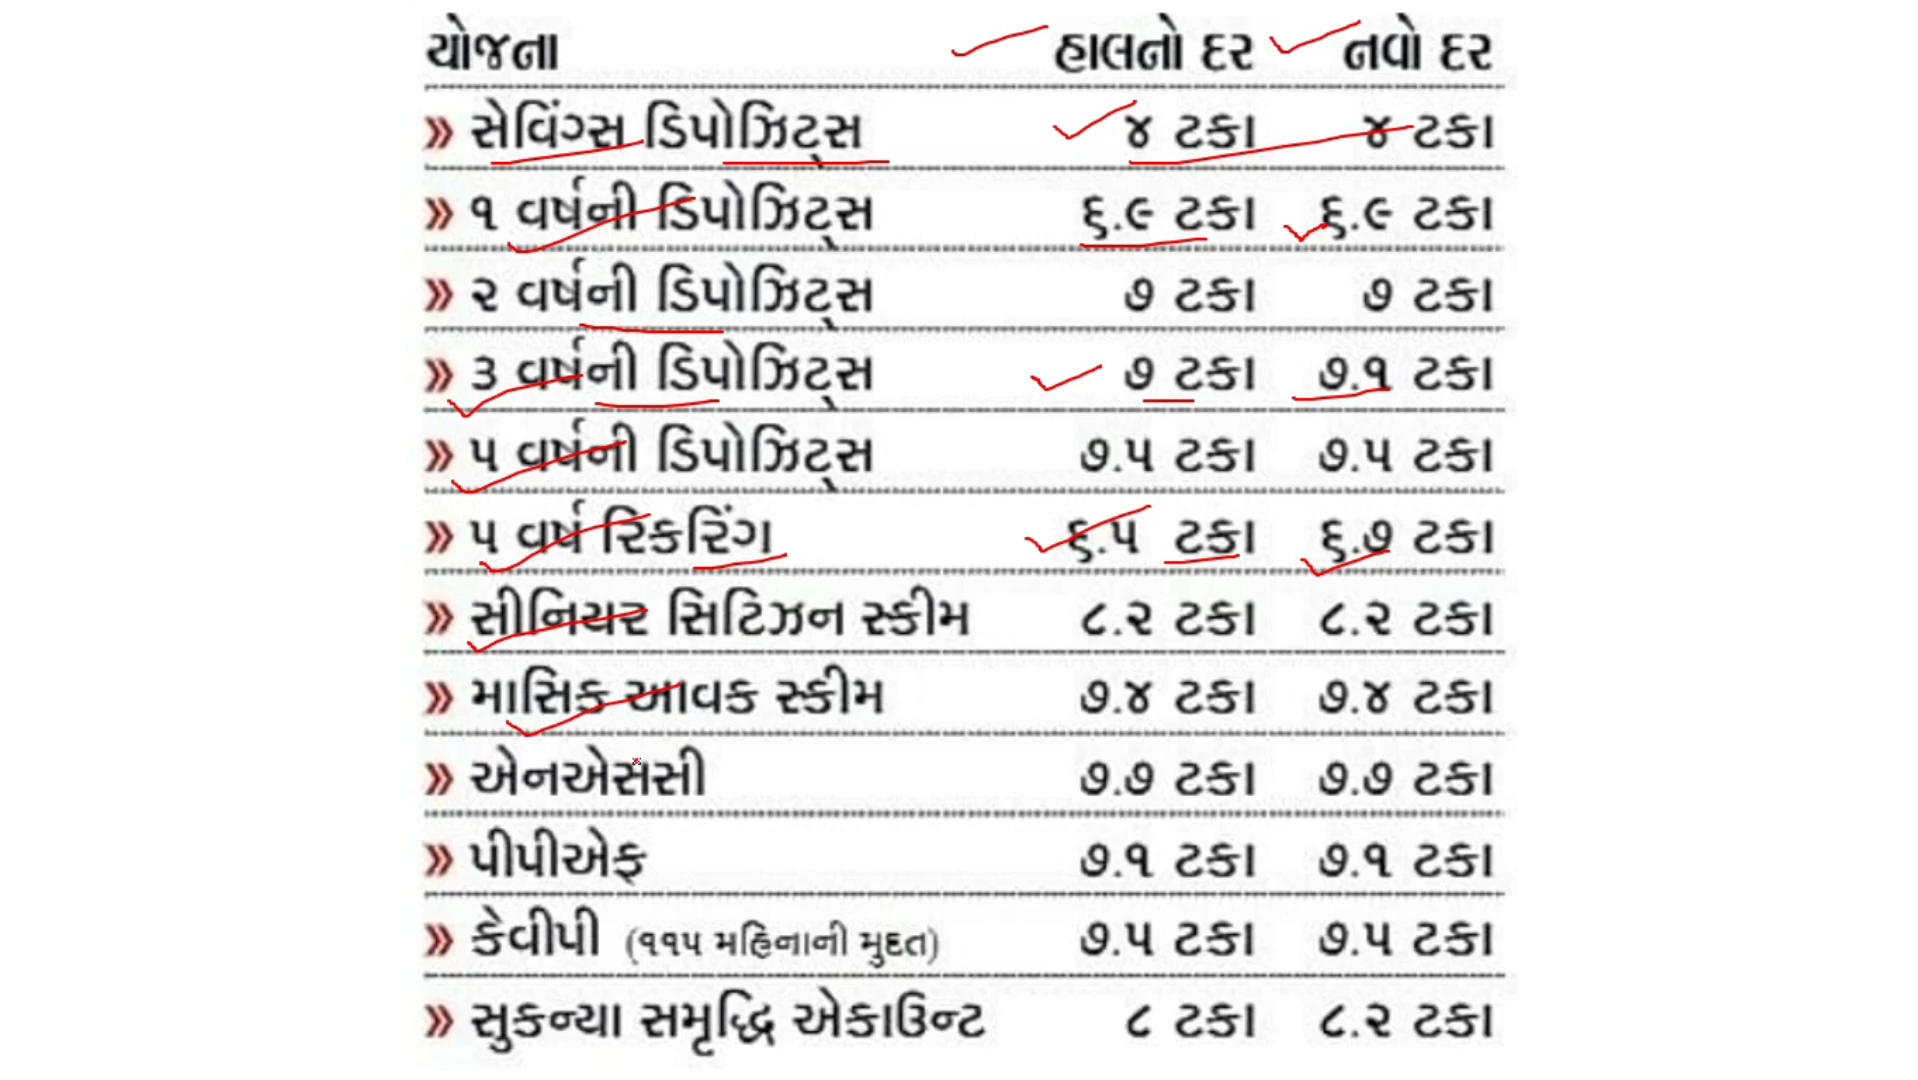 યોજના હાલનો દર નવો દર
» સેવિંગ્સ ડિપોઝિટ્સ ૪ ટકા ૪ ટકા
» ૧ વર્ષની ડિપોઝિટ્સ ૬.૯ ટકા ૬.૯ ટકા
» ૨ વર્ષની ડિપોઝિટ્સ ૭ ટકા ૭ ટકા
» ૩ વર્ષની ડિપોઝિટ્સ ૭ ટકા ૭.૧ ટકા
» ૫ વર્ષની ડિપોઝિટ્સ ૭.૫ ટકા ૭.૫ ટકા
» ૫ વર્ષ રિકરિંગ ૬.૫ ટકા ૬.૭ ટકા
» સીનિયર સિટિઝન સ્કીમ ૮.૨ ટકા ૮.૨ ટકા
» માસિક આવક સ્કીમ ૭.૪ ટકા ૭.૪ ટકા
» એનએસસી ૭.૭ ટકા ૭.૭ ટકા
» પીપીએફ ૭.૧ ટકા ૭.૧ ટકા
» કેવીપી (૧૧૫ મહિનાની મુદ્દત) ૭.૫ ટકા ૭.૫ ટકા
» સુકન્યા સમૃદ્ધિ એકાઉન્ટ ૮ ટકા ૮.૨ ટકા